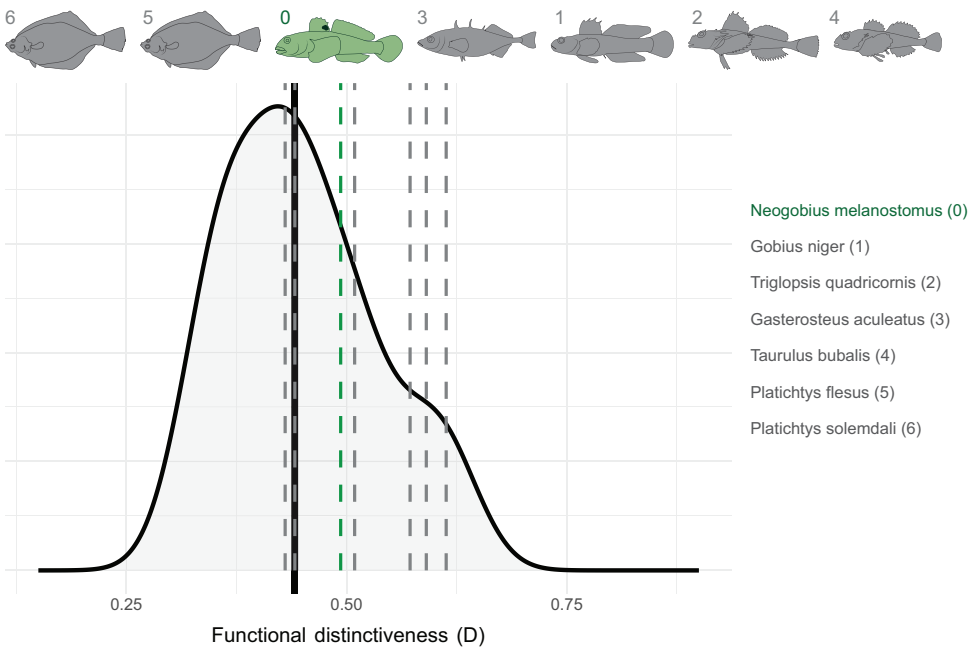 6 5 0 3 1 2 4
Neogobius melanostomus (0)
Gobius niger (1)
Triglopsis quadricornis (2)
Gasterosteus aculeatus (3)
Taurulus bubalis (4)
Platichtys flesus (5)
Platichtys solemdali (6)
0.25 0.50 0.75
Functional distinctiveness (D)